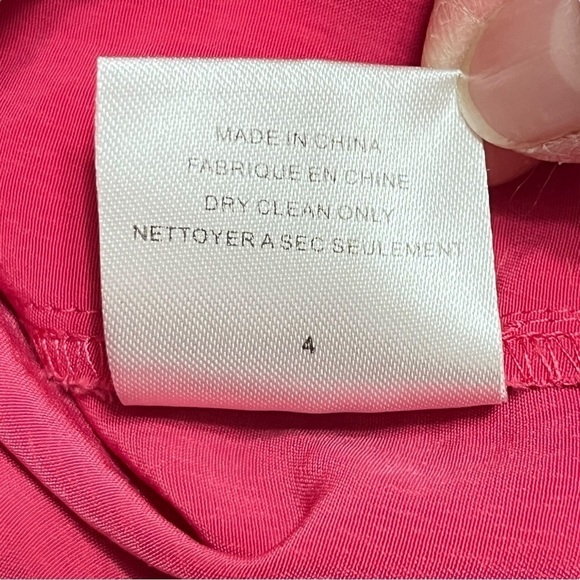 MADE IN CHINA
FABRIQUE EN CHINE
DRY CLEAN ONLY
NETTOYER A SEC SEULEMENT
4